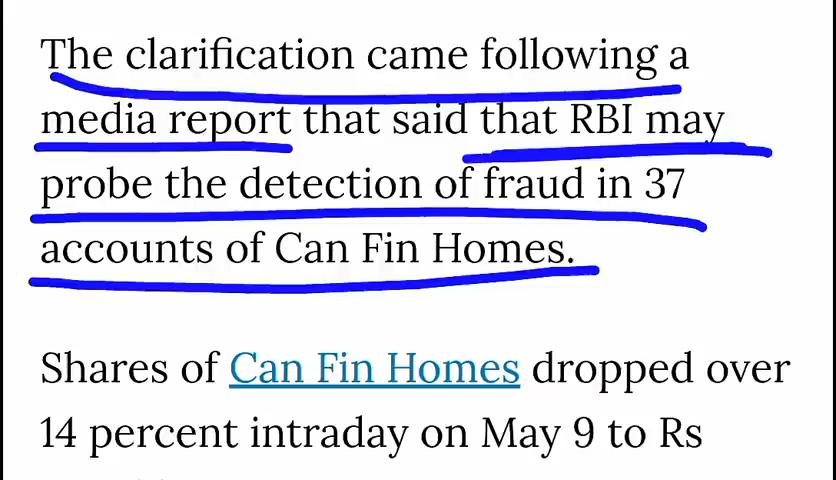 The clarification came following a
media report that said that RBI may
probe the detection of fraud in 37
accounts of Can Fin Homes.
Shares of Can Fin Homes dropped over
14 percent intraday on May 9 to Rs